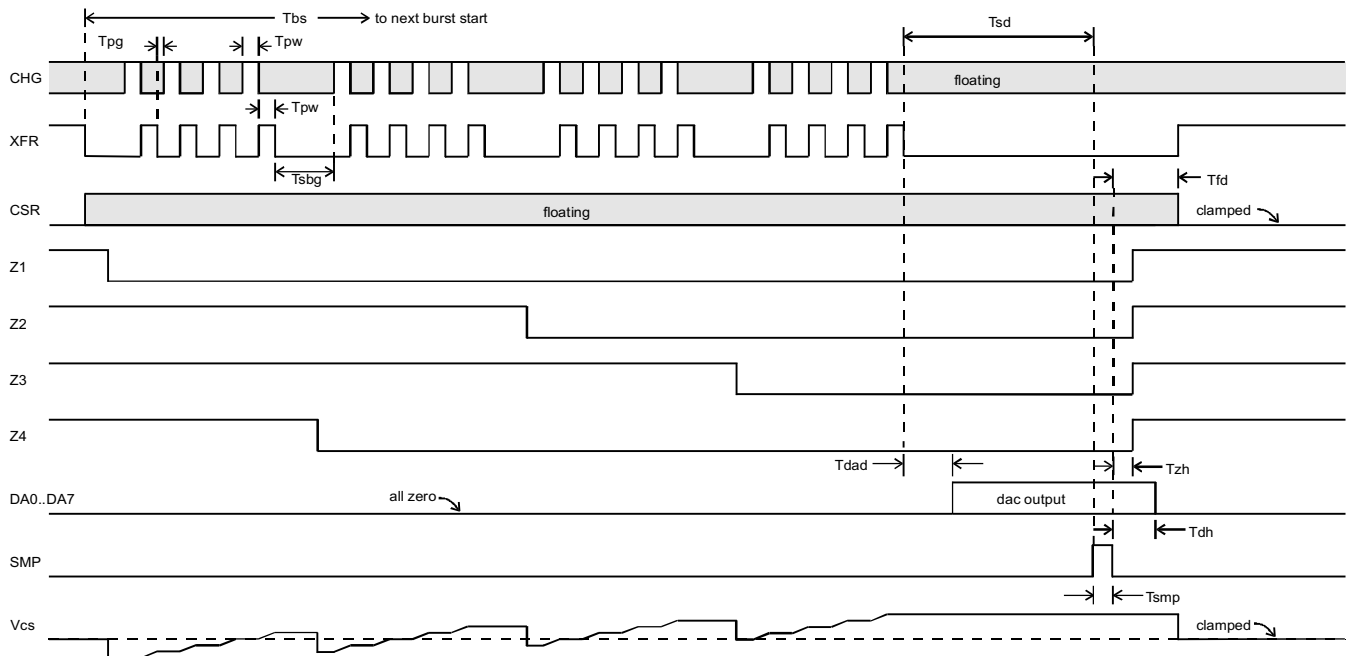 Tbs
to next burst start
Tsd
Tpg
Tpw
CHG
floating
Tpw
XFR
Tsbg
Tfd
CSR
floating
clamped
Z1
Z2
Z3
Z4
Tdad
Tzh
DA0..DA7
all zero
dac output
Tdh
SMP
Tsmp
Vcs
clamped